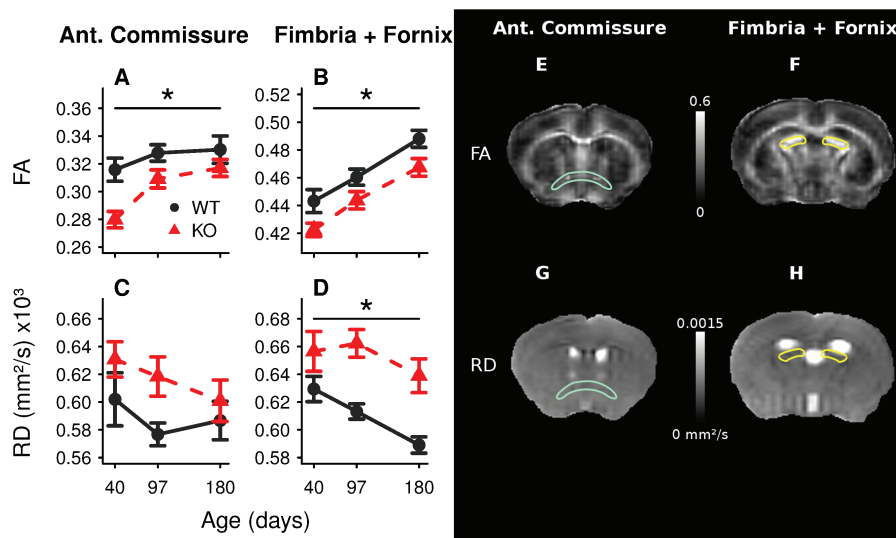 Ant. Commissure Fimbria + Fornix
A B
FA
0.36
0.34
0.32
0.30
0.28
0.26
*
WT
KO
0.52
0.50
0.48
0.46
0.44
0.42
*
C D
RD (mm²/s) x10³
0.66
0.64
0.62
0.60
0.58
0.56
0.68
0.66
0.64
0.62
0.60
0.58
*
40 97 180 40 97 180
Age (days)
Ant. Commissure Fimbria + Fornix
E F
FA
0.6
0
G H
RD
0.0015
0 mm²/s